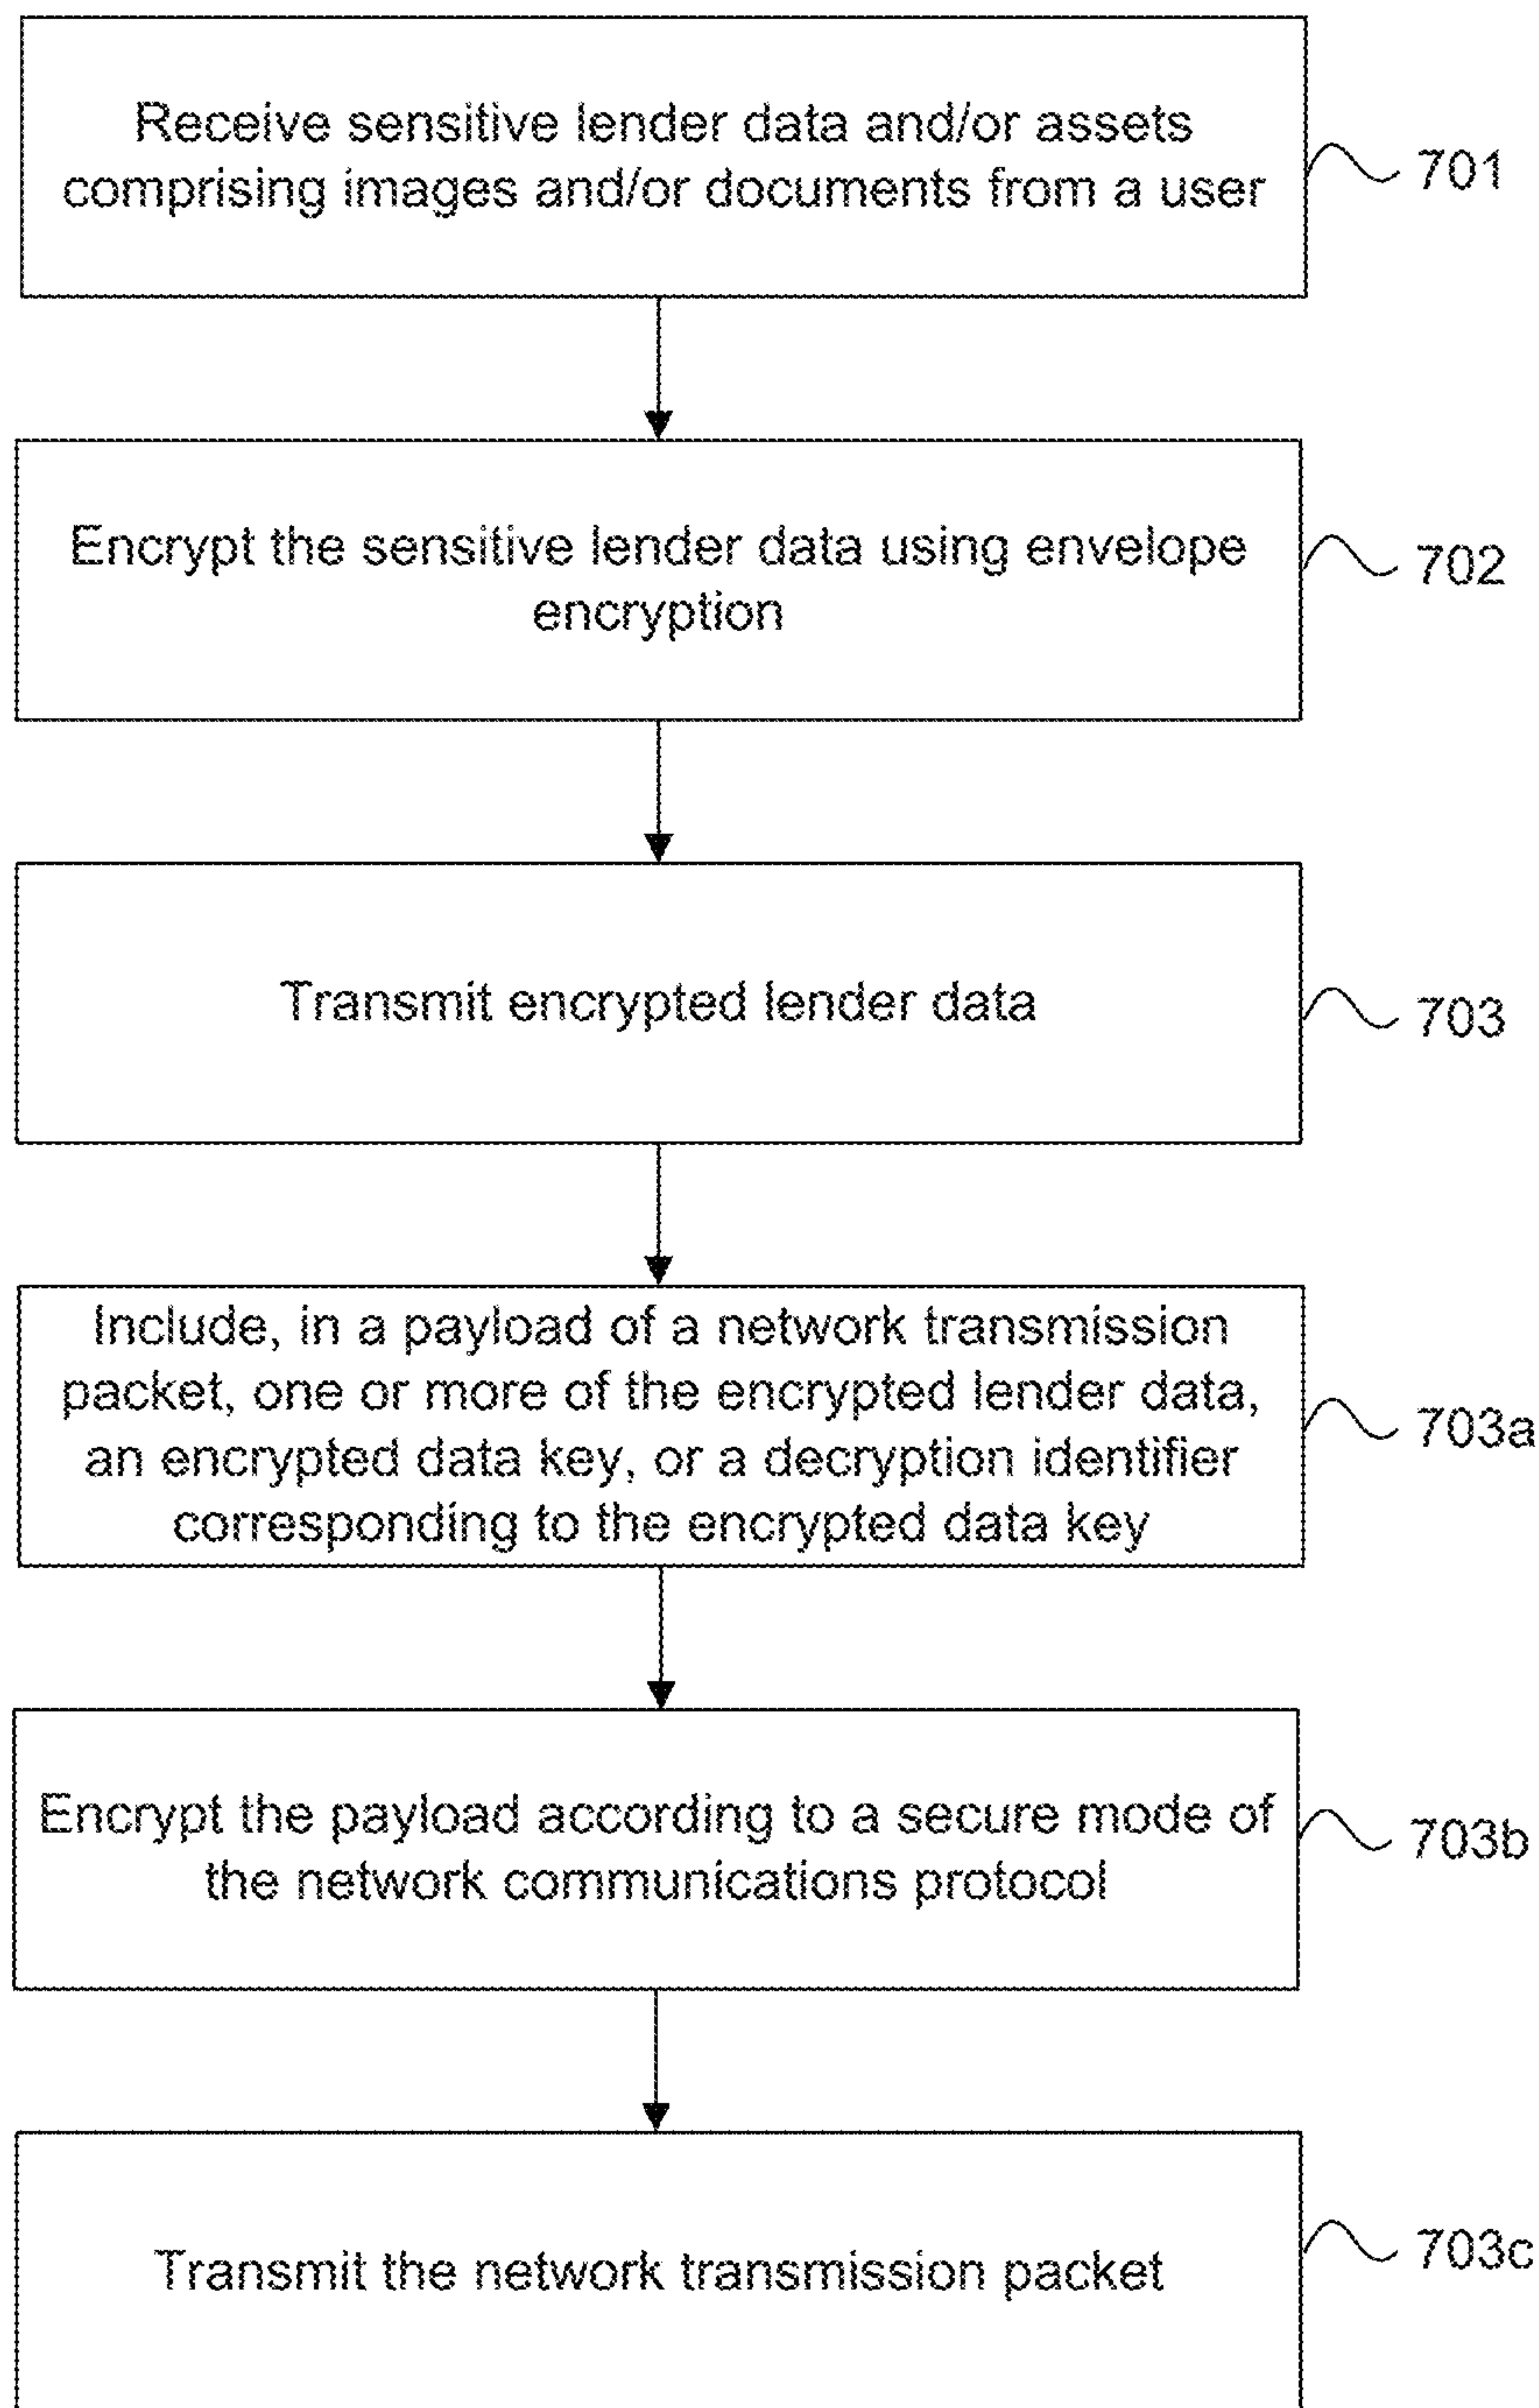 Receive sensitive lender data and/or assets
comprising images and/or documents from a user
701
Encrypt the sensitive lender data using envelope
encryption
702
Transmit encrypted lender data
703
Include, in a payload of a network transmission
packet, one or more of the encrypted lender data,
an encrypted data key, or a decryption identifier
corresponding to the encrypted data key
703a
Encrypt the payload according to a secure mode of
the network communications protocol
703b
Transmit the network transmission packet
703c